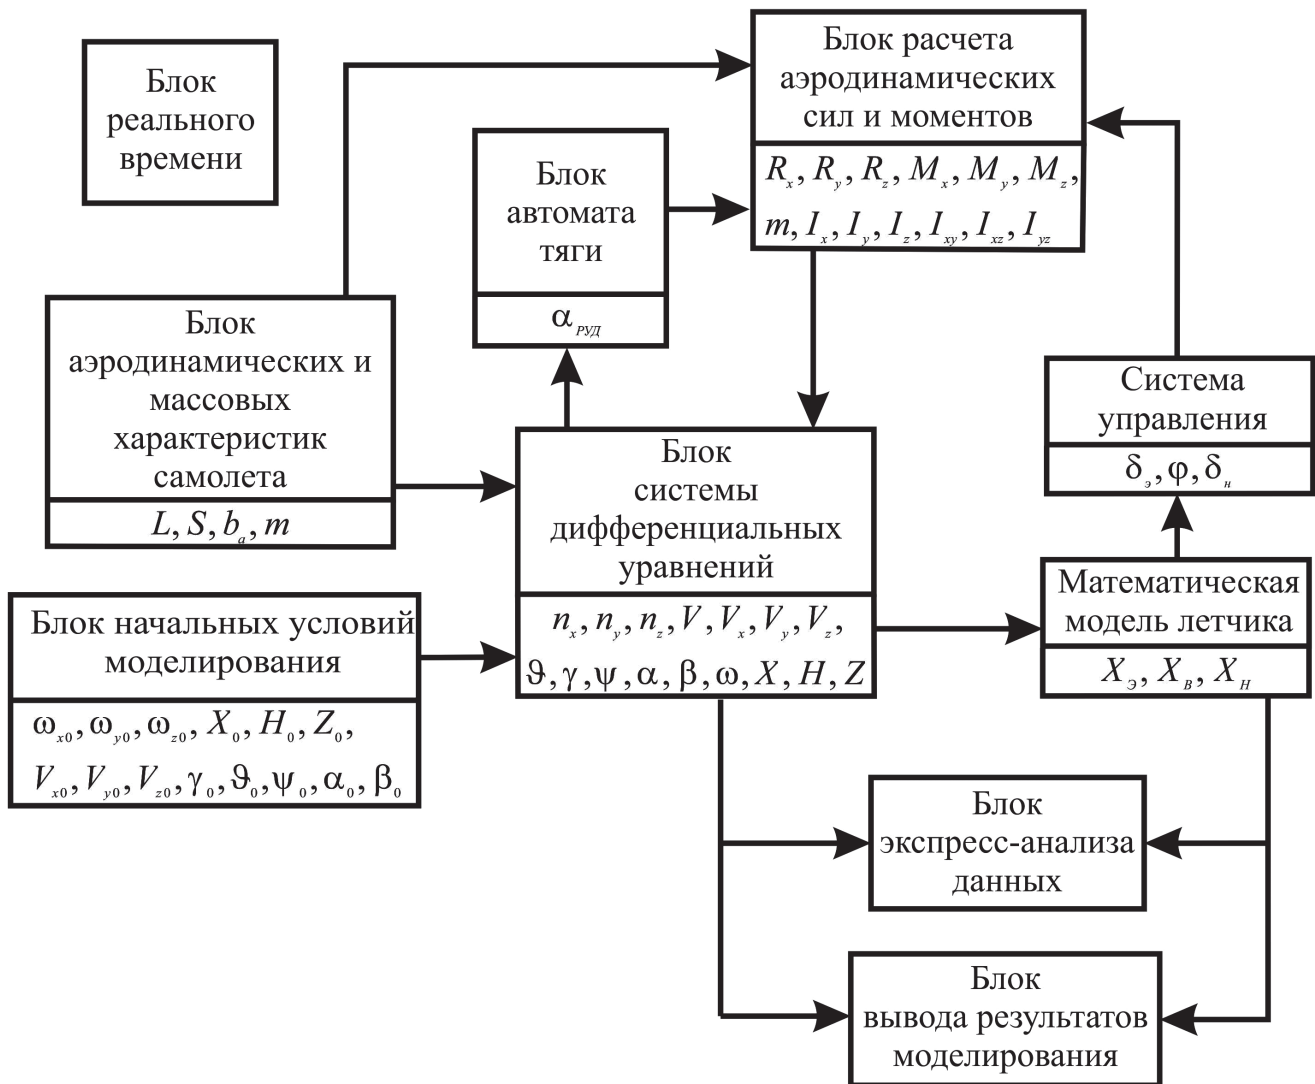 Блок
реального
времени
Блок расчета
аэродинамических
сил и моментов
R_x, R_y, R_z, M_x, M_y, M_z,
m, I_x, I_y, I_z, I_xy, I_xz, I_yz
Блок
автомата
тяги
α_РУД
Блок
аэродинамических и
массовых
характеристик
самолета
L, S, b_a, m
Система
управления
δ_э, φ, δ_н
Блок
системы
дифференциальных
уравнений
n_x, n_y, n_z, V, V_x, V_y, V_z,
ϑ, γ, ψ, α, β, ω, X, H, Z
Математическая
модель летчика
X_Э, X_В, X_Н
Блок начальных условий
моделирования
ω_x0, ω_y0, ω_z0, X_0, H_0, Z_0,
V_x0, V_y0, V_z0, γ_0, ϑ_0, ψ_0, α_0, β_0
Блок
экспресс-анализа
данных
Блок
вывода результатов
моделирования